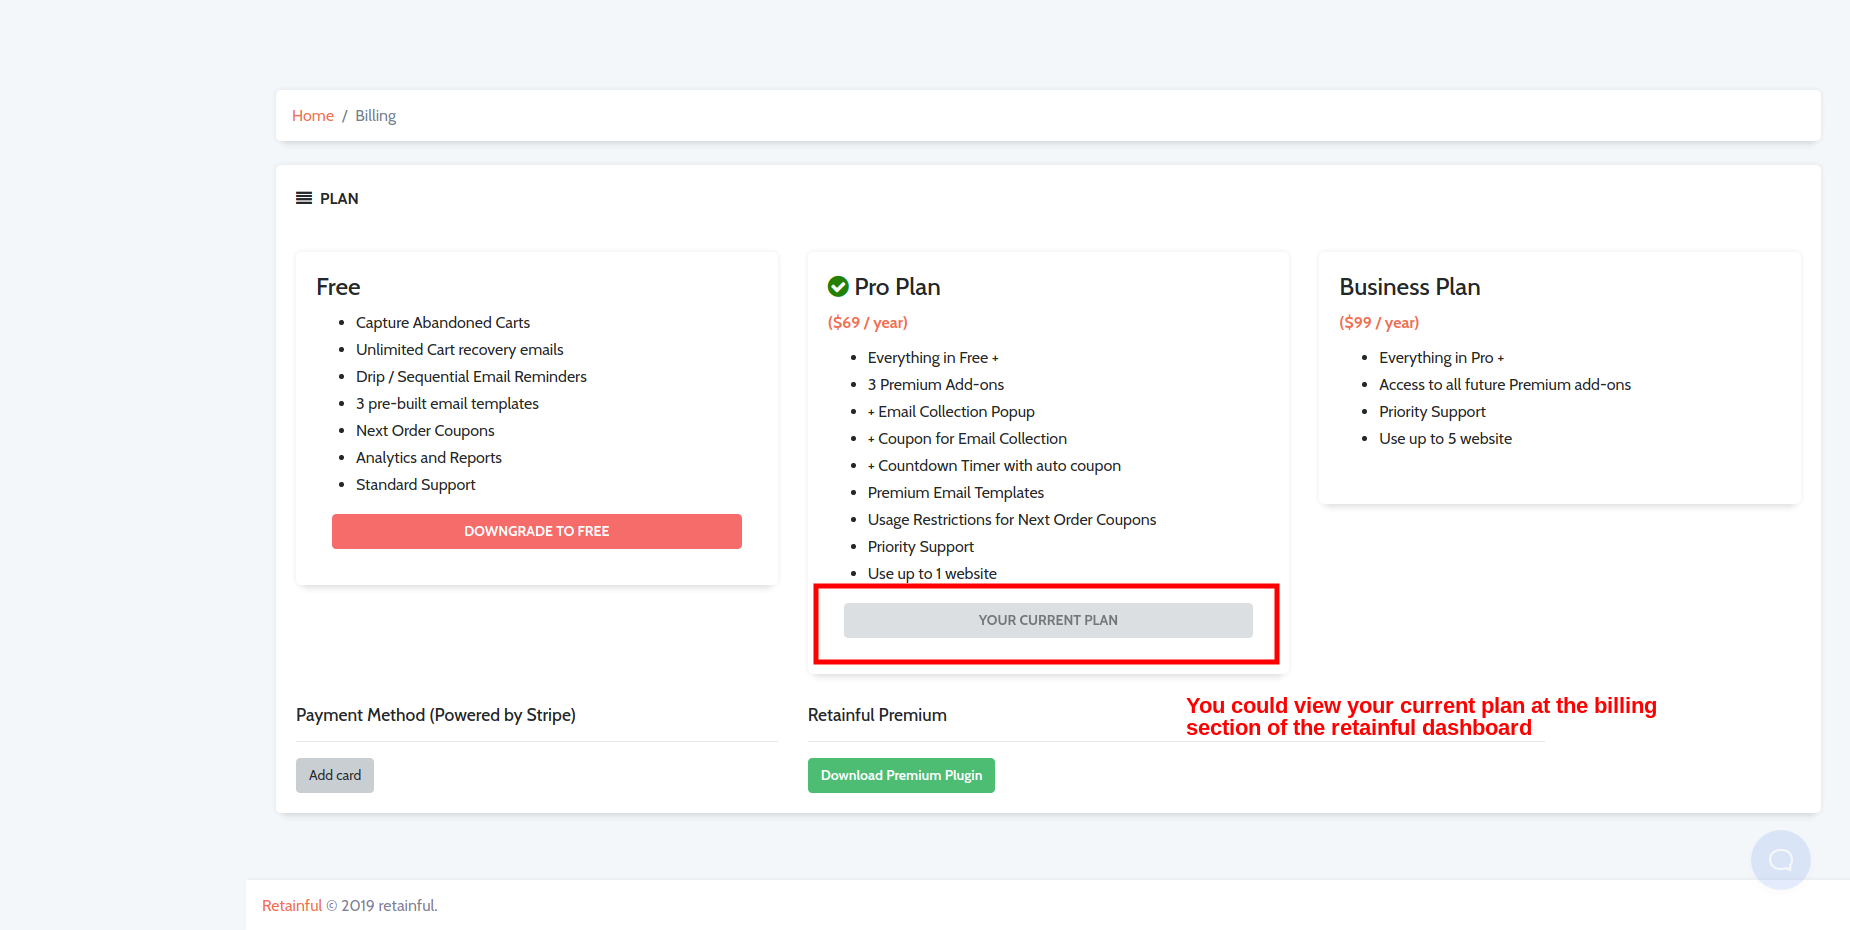 Home / Billing
PLAN
Free
Capture Abandoned Carts
Unlimited Cart recovery emails
Drip / Sequential Email Reminders
3 pre-built email templates
Next Order Coupons
Analytics and Reports
Standard Support
DOWNGRADE TO FREE
Pro Plan
($69 / year)
Everything in Free +
3 Premium Add-ons
+ Email Collection Popup
+ Coupon for Email Collection
+ Countdown Timer with auto coupon
Premium Email Templates
Usage Restrictions for Next Order Coupons
Priority Support
Use up to 1 website
YOUR CURRENT PLAN
Business Plan
($99 / year)
Everything in Pro +
Access to all future Premium add-ons
Priority Support
Use up to 5 website
Payment Method (Powered by Stripe)
Add card
Retainful Premium
Download Premium Plugin
You could view your current plan at the billing
section of the retainful dashboard
Retainful © 2019 retainful.